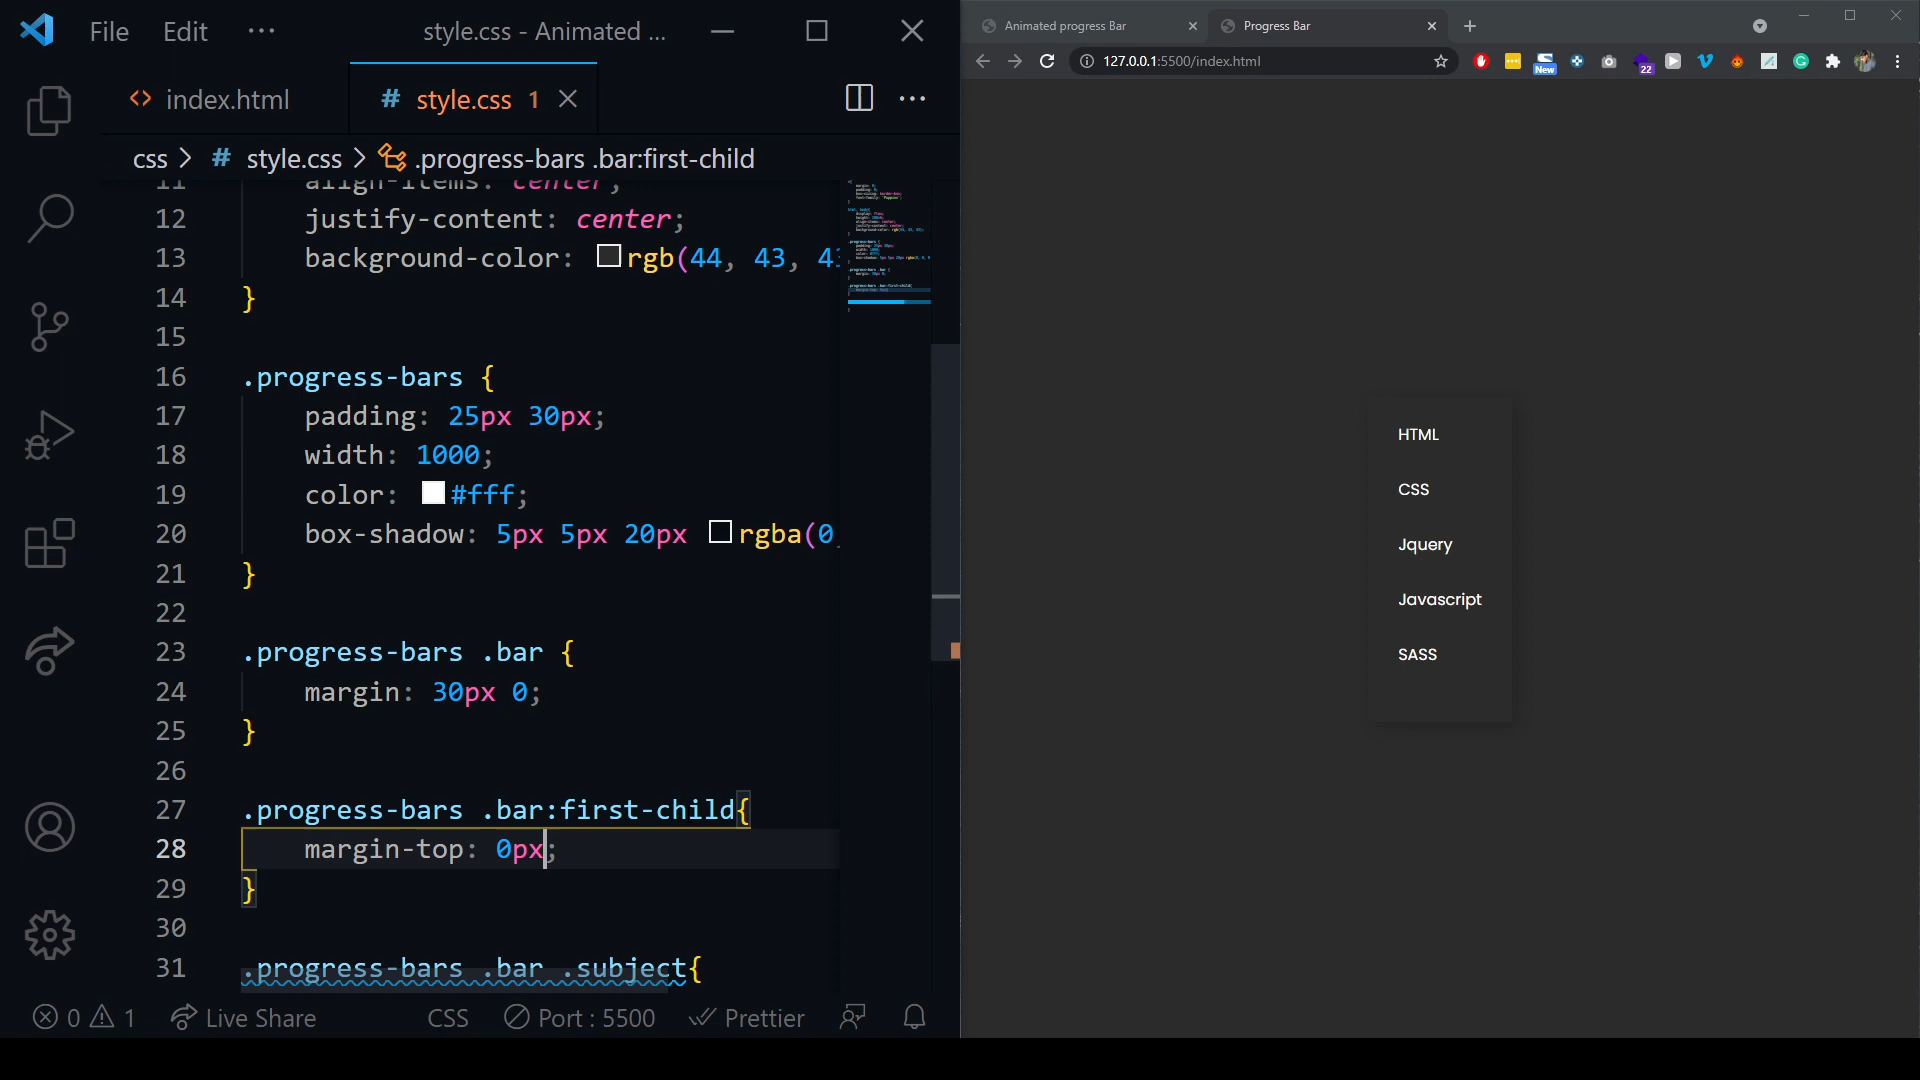 File Edit ··· style.css - Animated ...
index.html
# style.css 1
css > # style.css > .progress-bars .bar:first-child
11 align-items: center;
12 justify-content: center;
13 background-color: rgb(44, 43, 43
14 }
15
16 .progress-bars {
17 padding: 25px 30px;
18 width: 1000;
19 color: #fff;
20 box-shadow: 5px 5px 20px rgba(0,
21 }
22
23 .progress-bars .bar {
24 margin: 30px 0;
25 }
26
27 .progress-bars .bar:first-child{
28 margin-top: 0px;
29 }
30
31 .progress-bars .bar .subject{
0 1 Live Share CSS Port : 5500 Prettier
Animated progress Bar
Progress Bar
127.0.0.1:5500/index.html
New
22
HTML
CSS
Jquery
Javascript
SASS